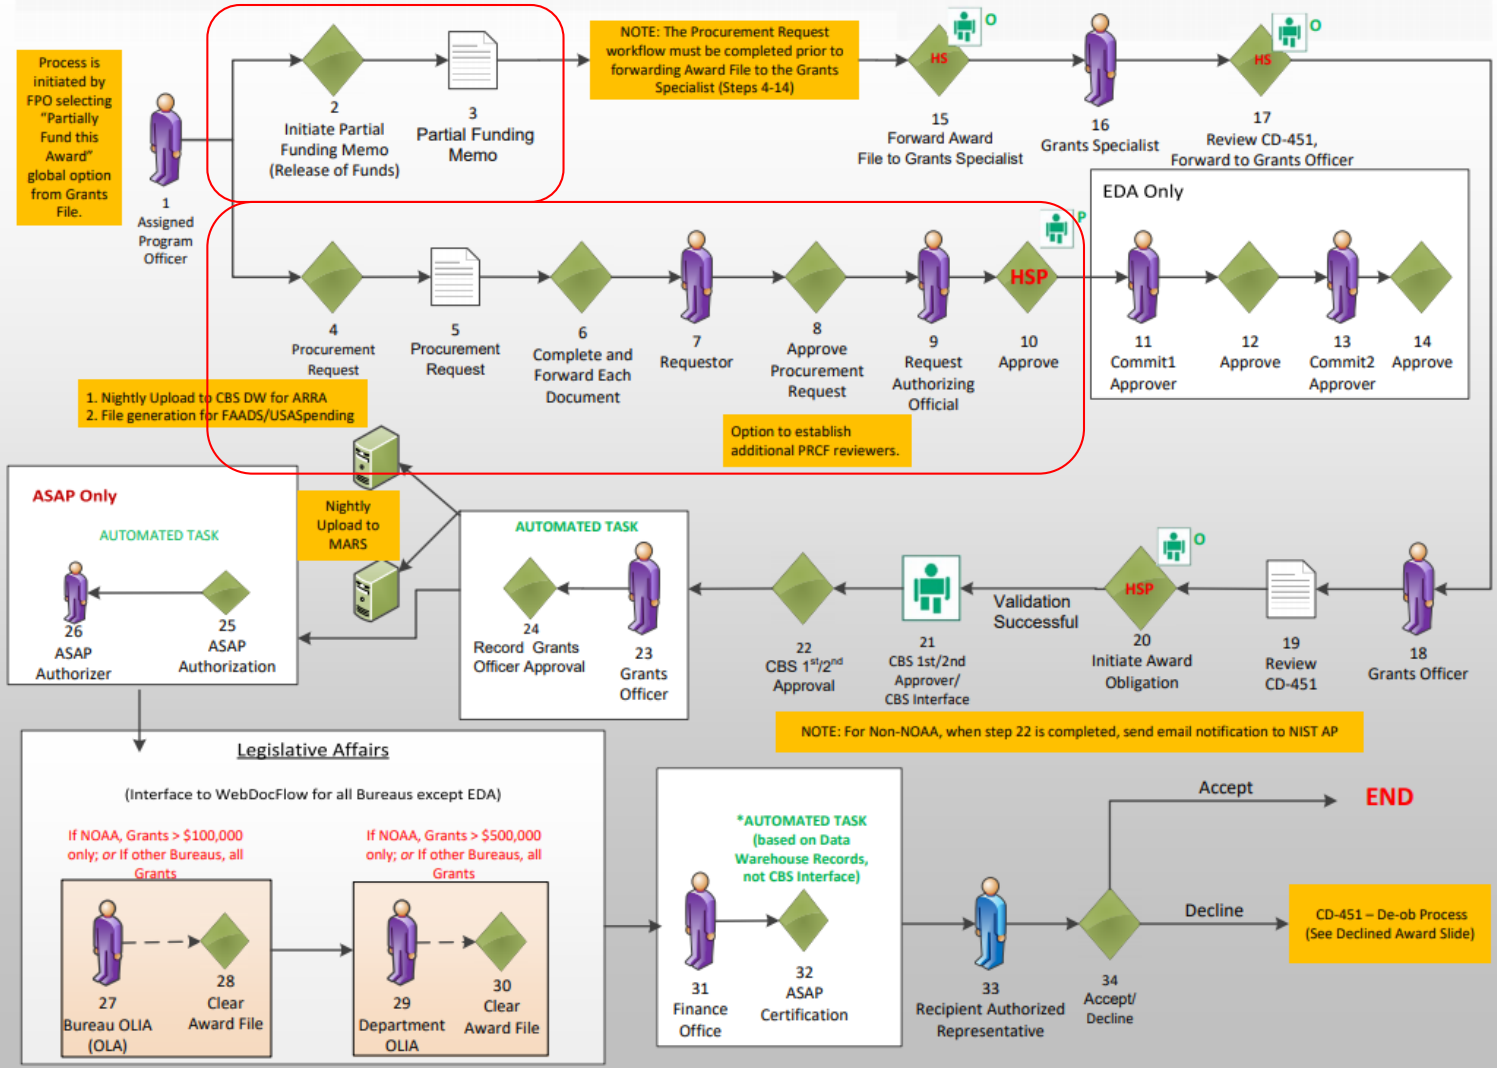 Process is
initiated by
FPO selecting
"Partially
Fund this
Award"
global option
from Grants
File.
1
Assigned
Program
Officer
2
Initiate Partial
Funding Memo
(Release of Funds)
3
Partial Funding
Memo
NOTE: The Procurement Request
workflow must be completed prior to
forwarding Award File to the Grants
Specialist (Steps 4-14)
HS
O
15
Forward Award
File to Grants Specialist
16
Grants Specialist
HS
O
17
Review CD-451,
Forward to Grants Officer
4
Procurement
Request
5
Procurement
Request
6
Complete and
Forward Each
Document
7
Requestor
8
Approve
Procurement
Request
9
Request
Authorizing
Official
HSP
P
10
Approve
EDA Only
11
Commit1
Approver
12
Approve
13
Commit2
Approver
14
Approve
1. Nightly Upload to CBS DW for ARRA
2. File generation for FAADS/USASpending
Option to establish
additional PRCF reviewers.
ASAP Only
AUTOMATED TASK
26
ASAP
Authorizer
25
ASAP
Authorization
Nightly
Upload to
MARS
AUTOMATED TASK
24
Record Grants
Officer Approval
23
Grants
Officer
22
CBS 1st/2nd
Approval
21
CBS 1st/2nd
Approver/
CBS Interface
Validation
Successful
HSP
O
20
Initiate Award
Obligation
19
Review
CD-451
18
Grants Officer
NOTE: For Non-NOAA, when step 22 is completed, send email notification to NIST AP
Legislative Affairs
(Interface to WebDocFlow for all Bureaus except EDA)
If NOAA, Grants > $100,000
only; or If other Bureaus, all
Grants
27
Bureau OLIA
(OLA)
28
Clear
Award File
If NOAA, Grants > $500,000
only; or If other Bureaus, all
Grants
29
Department
OLIA
30
Clear
Award File
*AUTOMATED TASK
(based on Data
Warehouse Records,
not CBS Interface)
31
Finance
Office
32
ASAP
Certification
33
Recipient Authorized
Representative
34
Accept/
Decline
Accept
END
Decline
CD-451 – De-ob Process
(See Declined Award Slide)